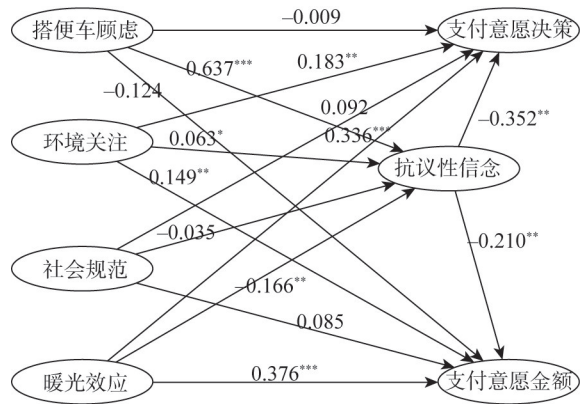 搭便车顾虑
–0.009
支付意愿决策
0.637***
0.183**
–0.124
0.092
环境关注
0.063*
0.336***
–0.352**
0.149**
抗议性信念
–0.035
–0.210**
社会规范
–0.166**
0.085
暖光效应
0.376***
支付意愿金额